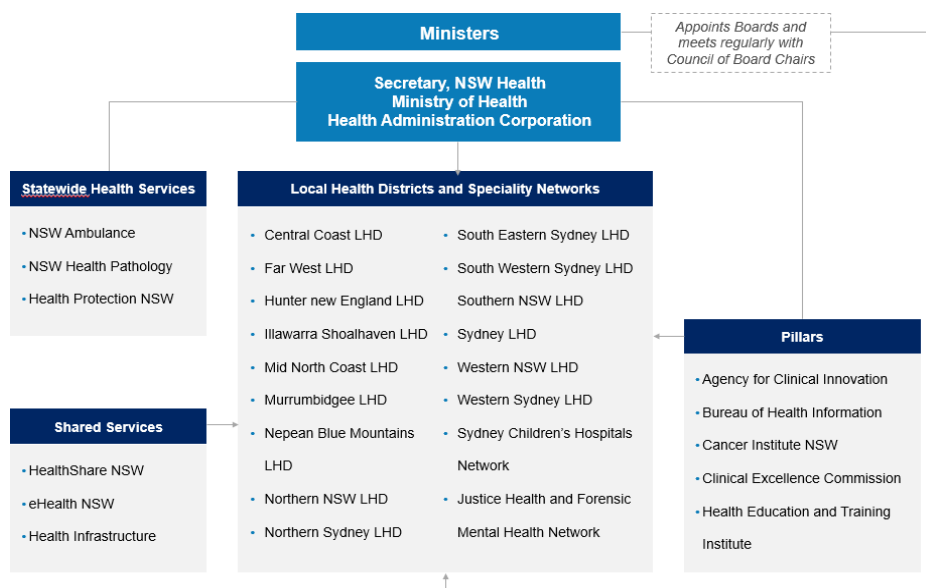 Ministers
Appoints Boards and
meets regularly with
Council of Board Chairs
Secretary, NSW Health
Ministry of Health
Health Administration Corporation
Statewide Health Services
• NSW Ambulance
• NSW Health Pathology
• Health Protection NSW
Shared Services
• HealthShare NSW
• eHealth NSW
• Health Infrastructure
Local Health Districts and Speciality Networks
• Central Coast LHD
• Far West LHD
• Hunter new England LHD
• Illawarra Shoalhaven LHD
• Mid North Coast LHD
• Murrumbidgee LHD
• Nepean Blue Mountains
LHD
• Northern NSW LHD
• Northern Sydney LHD
• South Eastern Sydney LHD
• South Western Sydney LHD
Southern NSW LHD
• Sydney LHD
• Western NSW LHD
• Western Sydney LHD
• Sydney Children's Hospitals
Network
• Justice Health and Forensic
Mental Health Network
Pillars
• Agency for Clinical Innovation
• Bureau of Health Information
• Cancer Institute NSW
• Clinical Excellence Commission
• Health Education and Training
Institute